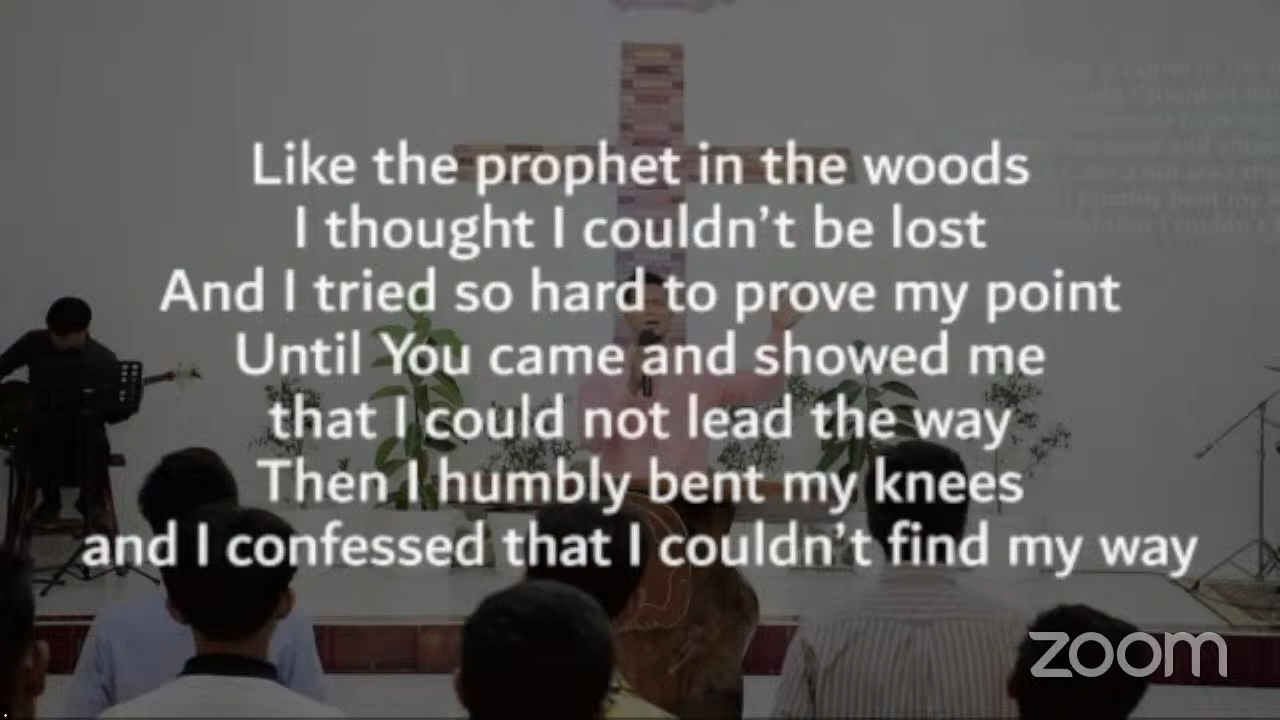 Like the prophet in the woods
I thought I couldn’t be lost
And I tried so hard to prove my point
Until You came and showed me
that I could not lead the way
Then I humbly bent my knees
and I confessed that I couldn’t find my way
zoom